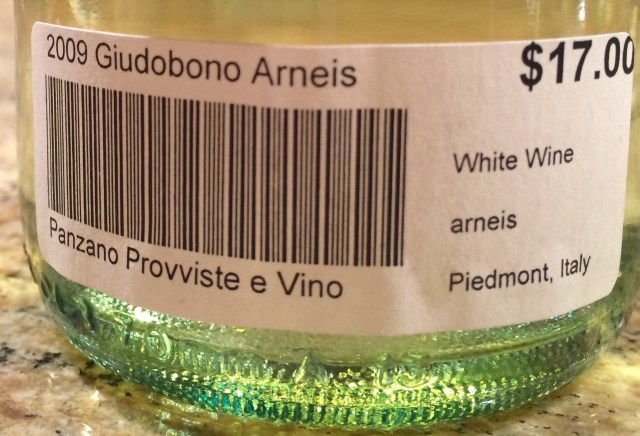 2009 Giudobono Arneis
$17.00
Panzano Provviste e Vino
White Wine
arneis
Piedmont, Italy